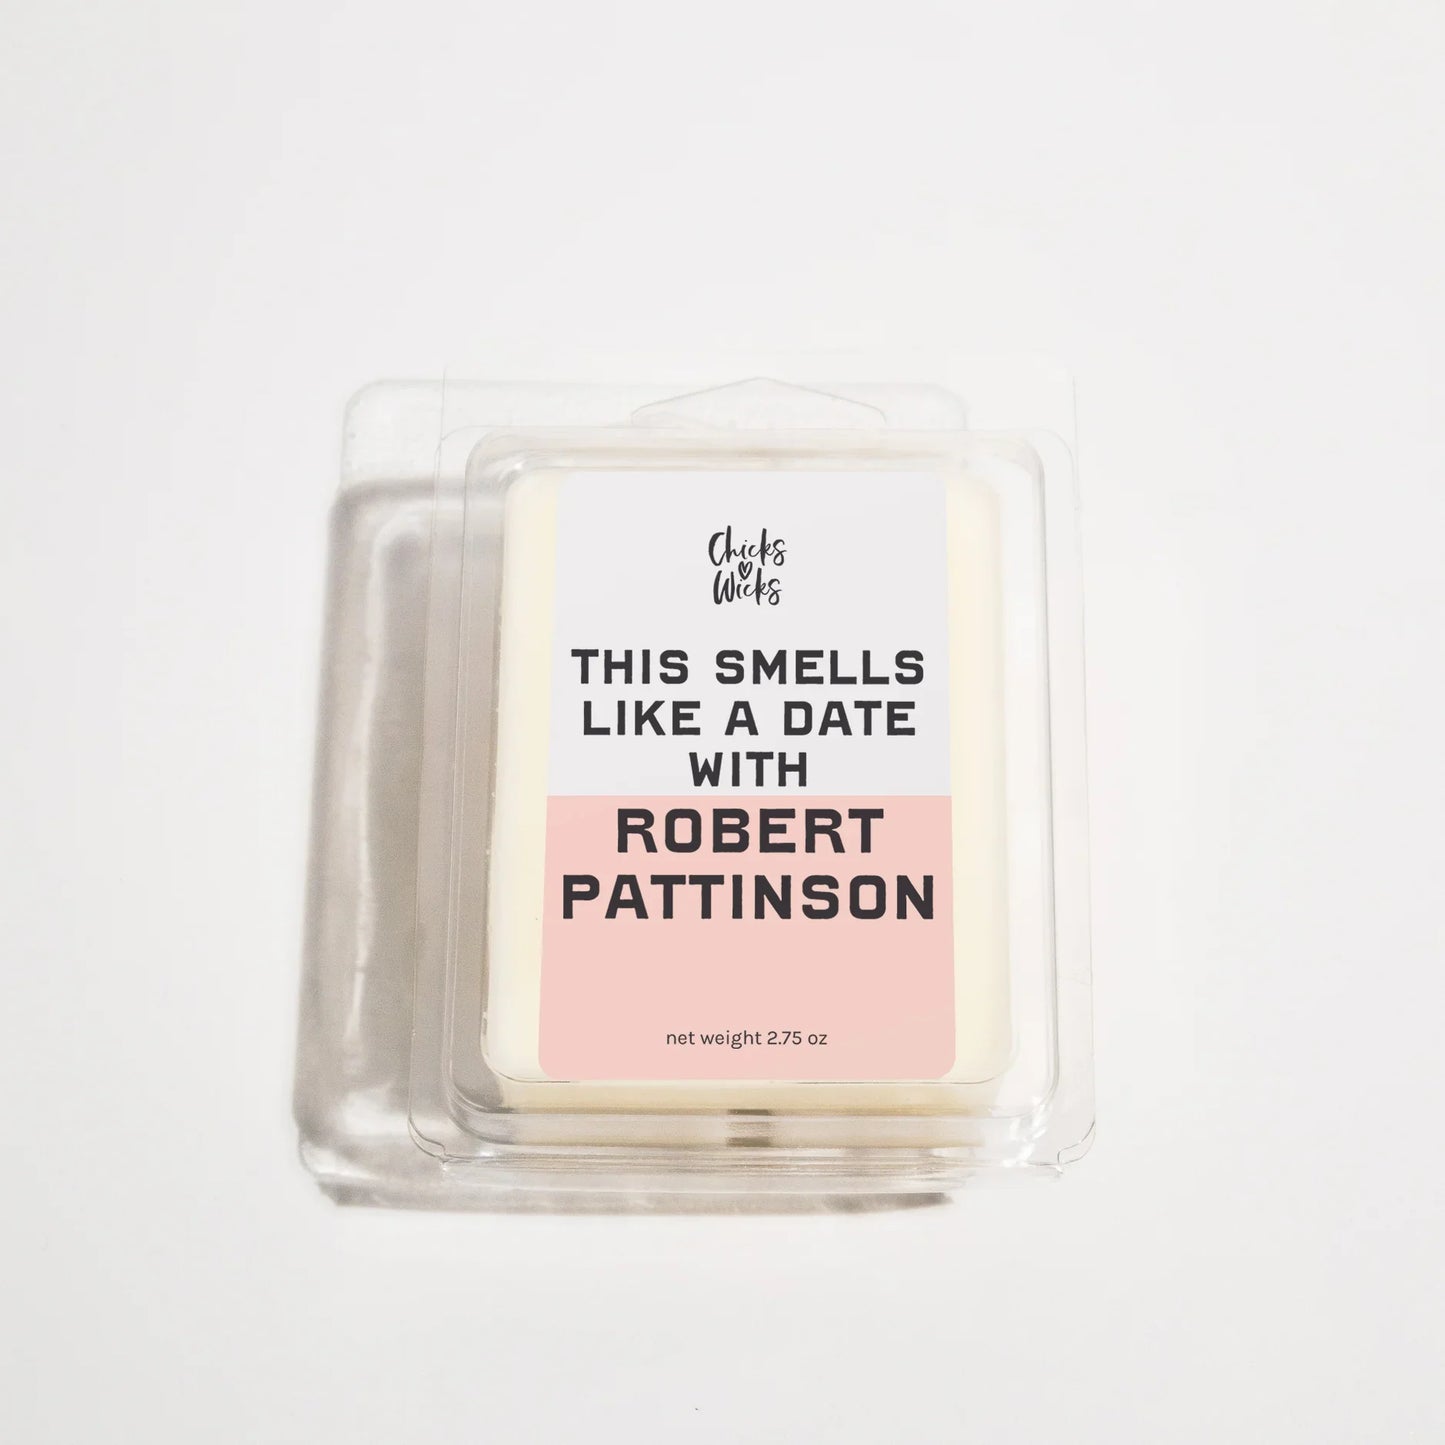 Chicks
Wicks
THIS SMELLS
LIKE A DATE
WITH
ROBERT
PATTINSON
net weight 2.75 oz